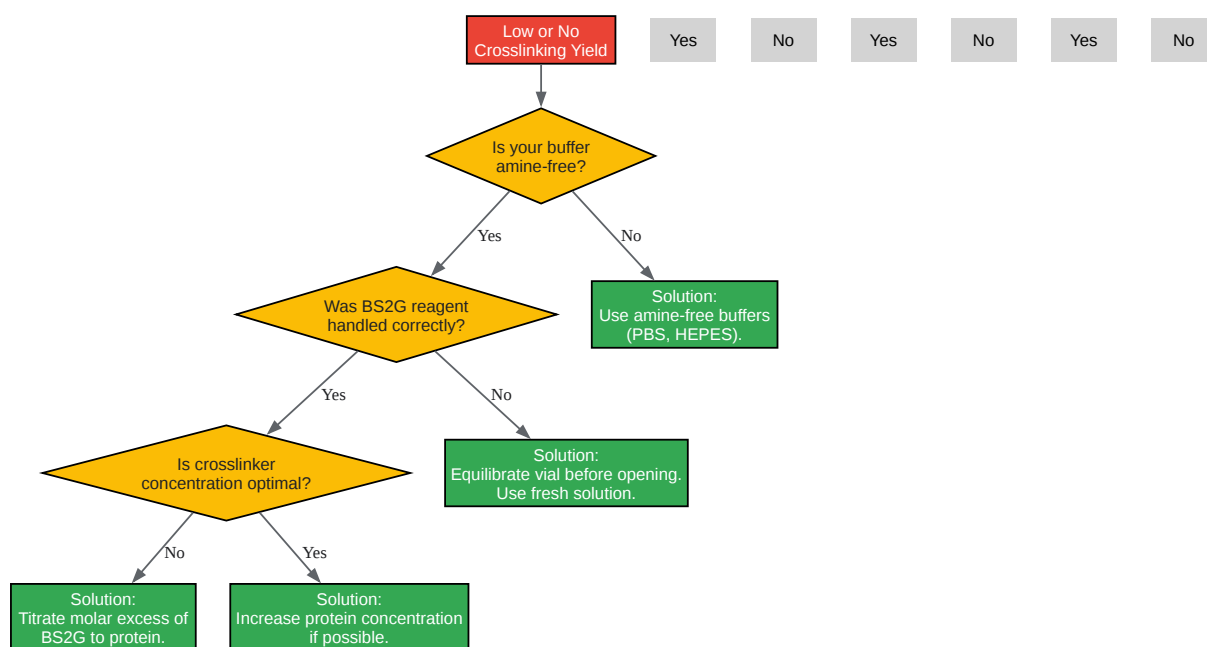 Low or No
Crosslinking Yield
Yes
No
Yes
No
Yes
No
Is your buffer
amine-free?
Yes
No
Was BS2G reagent
handled correctly?
Solution:
Use amine-free buffers
(PBS, HEPES).
Yes
No
Is crosslinker
concentration optimal?
Solution:
Equilibrate vial before opening.
Use fresh solution.
No
Yes
Solution:
Titrate molar excess of
BS2G to protein.
Solution:
Increase protein concentration
if possible.